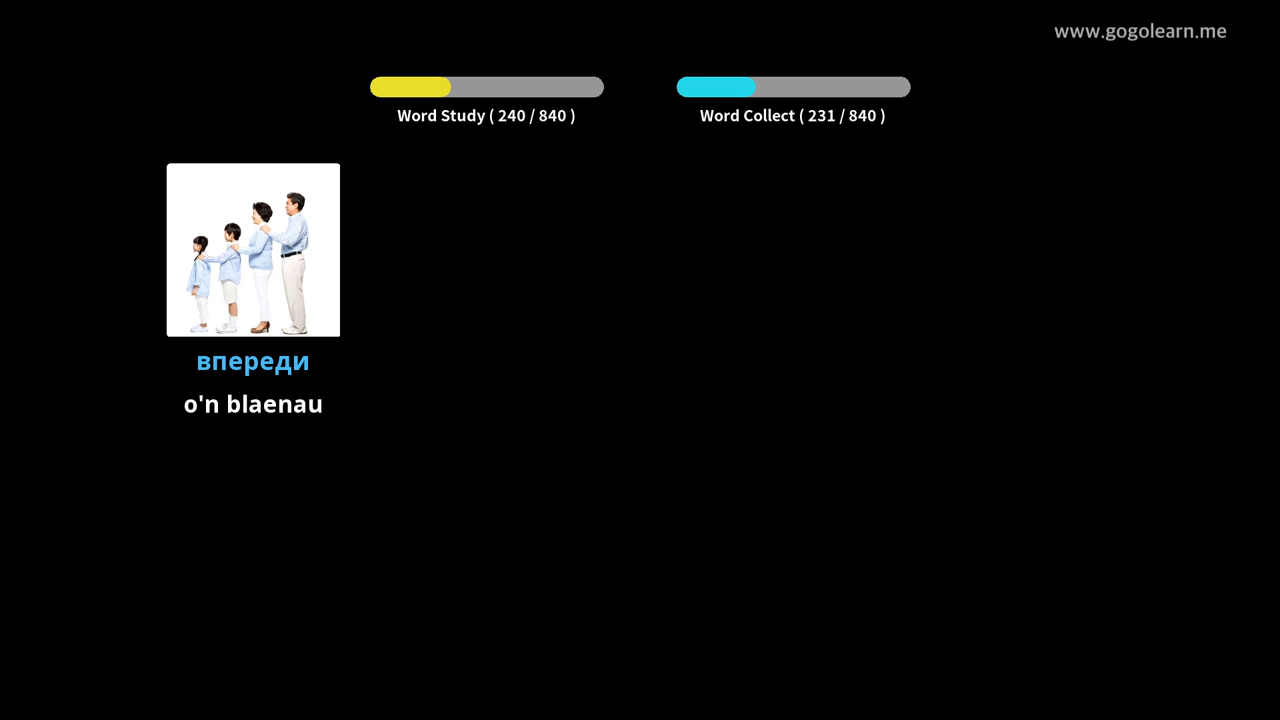 www.gogolearn.me
Word Study ( 240 / 840 )
Word Collect ( 231 / 840 )
впереди
o'n blaenau